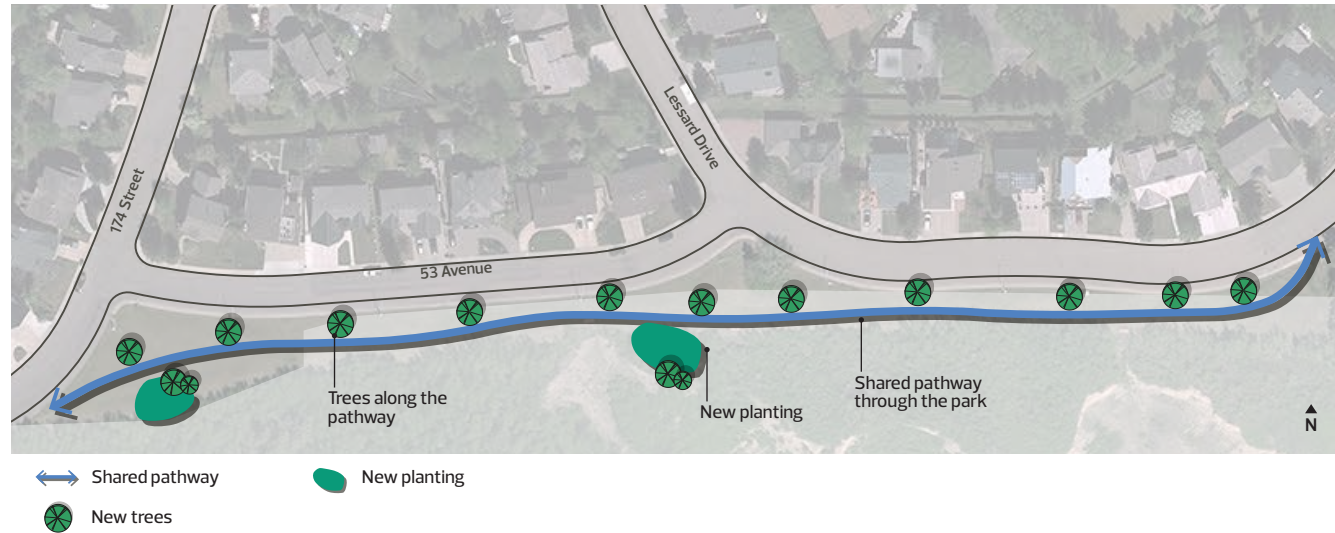 174 Street
Lessard Drive
53 Avenue
Trees along the
pathway
New planting
Shared pathway
through the park
N
Shared pathway
New planting
New trees